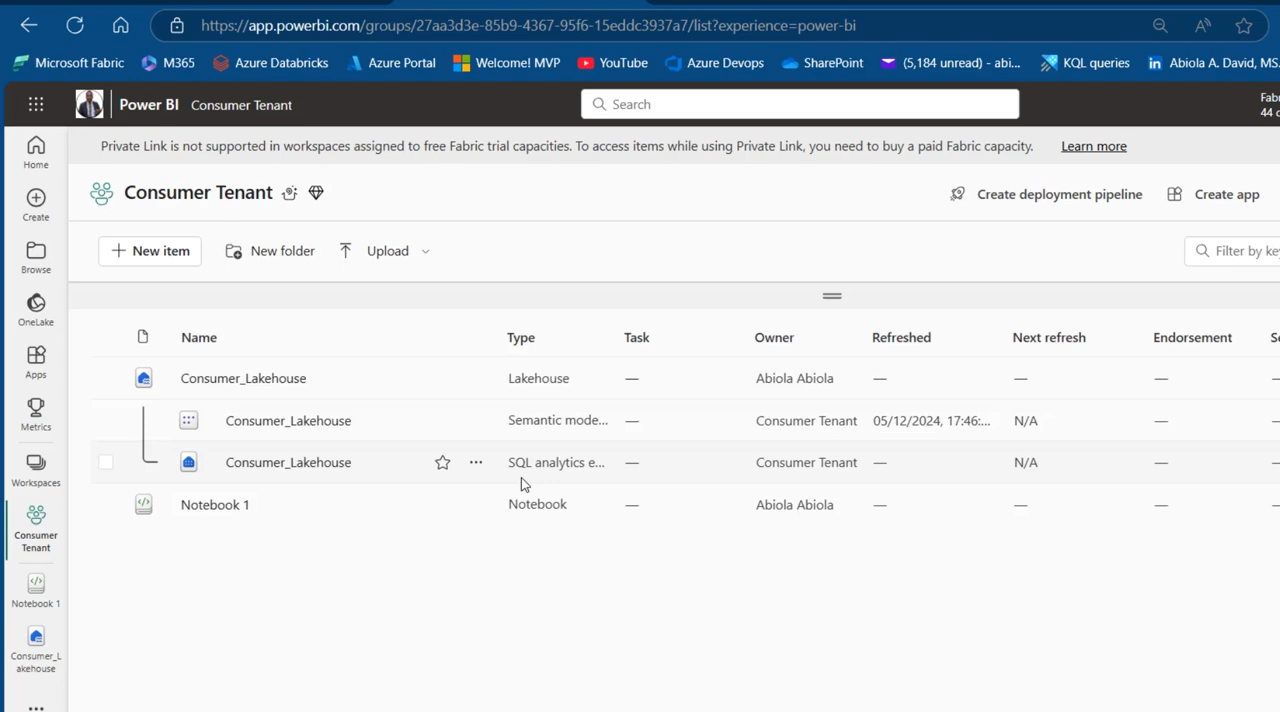 https://app.powerbi.com/groups/27aa3d3e-85b9-4367-95f6-15eddc3937a7/list?experience=power-bi
Microsoft Fabric M365 Azure Databricks Azure Portal Welcome! MVP YouTube Azure Devops SharePoint (5,184 unread) - abi... KQL queries Abiola A. David, MS.
Power BI Consumer Tenant Search Fab
44
Private Link is not supported in workspaces assigned to free Fabric trial capacities. To access items while using Private Link, you need to buy a paid Fabric capacity. Learn more
Home
Create
Browse
OneLake
Apps
Metrics
Workspaces
Consumer
Tenant
Notebook 1
Consumer_L
akehouse
Consumer Tenant Create deployment pipeline Create app
New item New folder Upload Filter by
Name Type Task Owner Refreshed Next refresh Endorsement
Consumer_Lakehouse Lakehouse — Abiola Abiola — — —
Consumer_Lakehouse Semantic mode... — Consumer Tenant 05/12/2024, 17:46:... N/A —
Consumer_Lakehouse SQL analytics e... — Consumer Tenant — N/A —
Notebook 1 Notebook — Abiola Abiola — — —